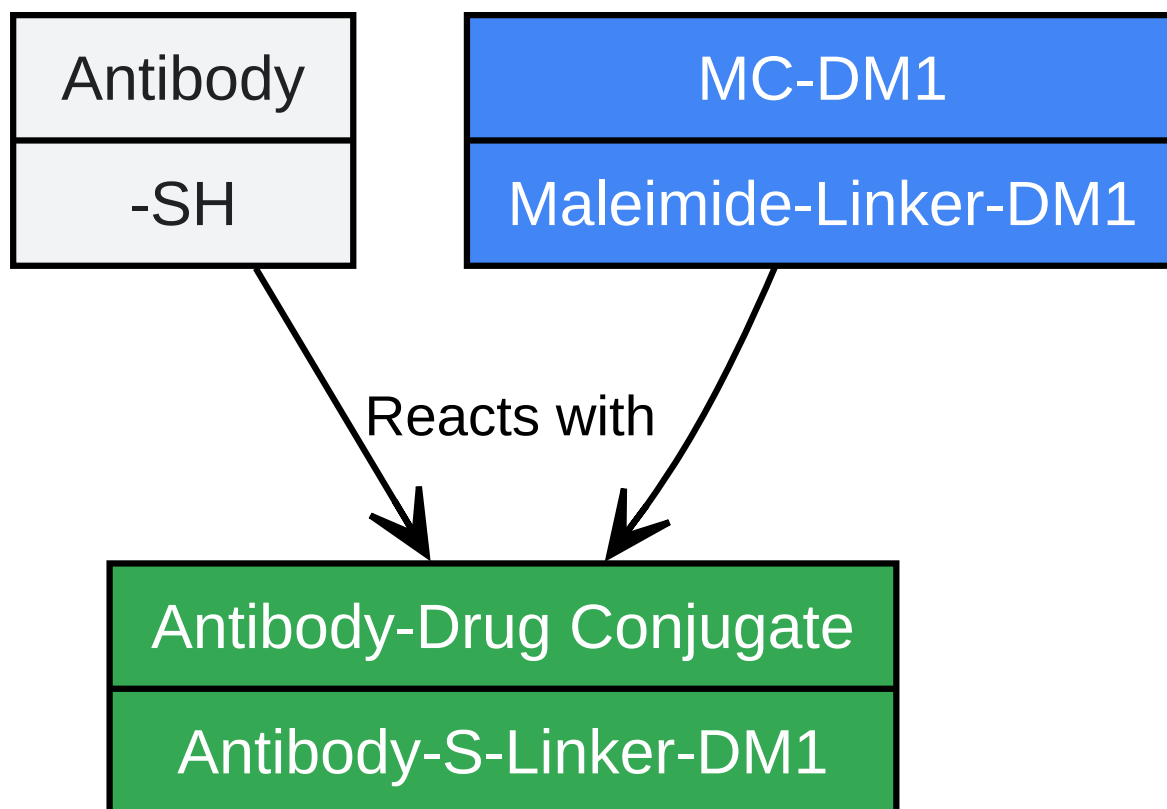 Antibody
-SH
MC-DM1
Maleimide-Linker-DM1
Reacts with
Antibody-Drug Conjugate
Antibody-S-Linker-DM1